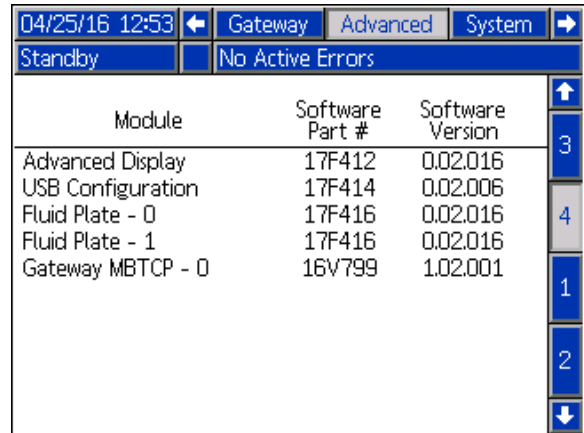 04/25/16 12:53 Gateway Advanced System
Standby No Active Errors
Module Software Part # Software Version
Advanced Display 17F412 0.02.016
USB Configuration 17F414 0.02.006
Fluid Plate - 0 17F416 0.02.016
Fluid Plate - 1 17F416 0.02.016
Gateway MBTCP - 0 16V799 1.02.001
3
4
1
2